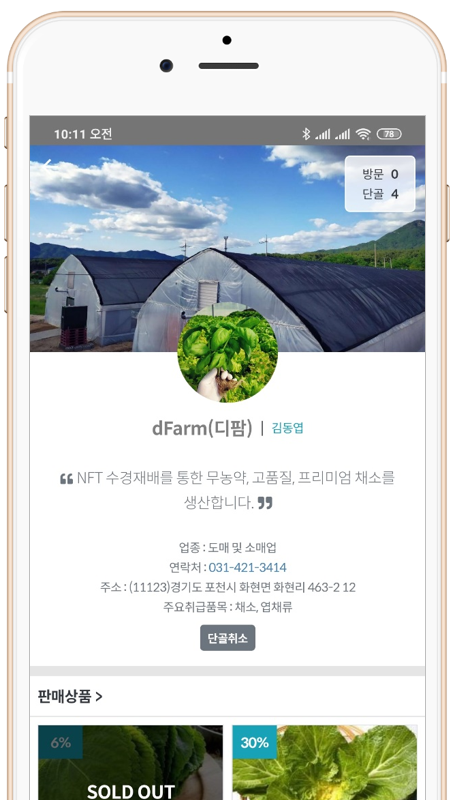 10:11 오전
78
방문 0
단골 4
dFarm(디팜) | 김동엽
❝ NFT 수경재배를 통한 무농약, 고품질, 프리미엄 채소를
생산합니다. ❞
업종 : 도매 및 소매업
연락처 : 031-421-3414
주소 : (11123)경기도 포천시 화현면 화현리 463-2 12
주요취급품목 : 채소, 엽채류
단골취소
판매상품 >
6%
30%
SOLD OUT